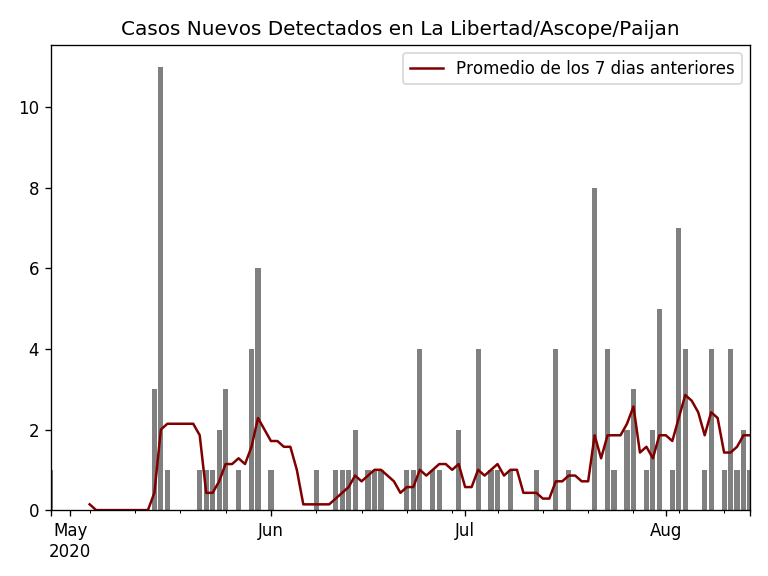 Casos Nuevos Detectados en La Libertad/Ascope/Paijan
Promedio de los 7 dias anteriores
10
8
6
4
2
0
May Jun Jul Aug
2020